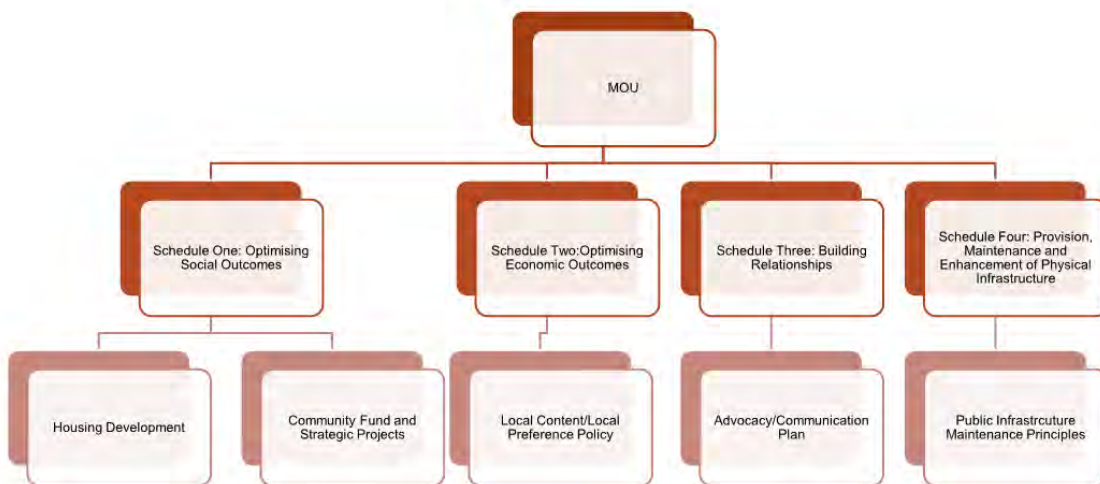 MOU
Schedule One: Optimising
Social Outcomes
Schedule Two:Optimising
Economic Outcomes
Schedule Three: Building
Relationships
Schedule Four: Provision,
Maintenance and
Enhancement of Physical
Infrastructure
Housing Development
Community Fund and
Strategic Projects
Local Content/Local
Preference Policy
Advocacy/Communication
Plan
Public Infrastrcuture
Maintenance Principles